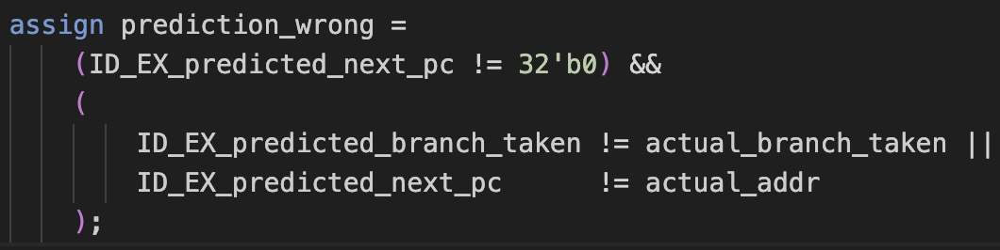 assign prediction_wrong =
(ID_EX_predicted_next_pc != 32'b0) &&
(
ID_EX_predicted_branch_taken != actual_branch_taken ||
ID_EX_predicted_next_pc      != actual_addr
);